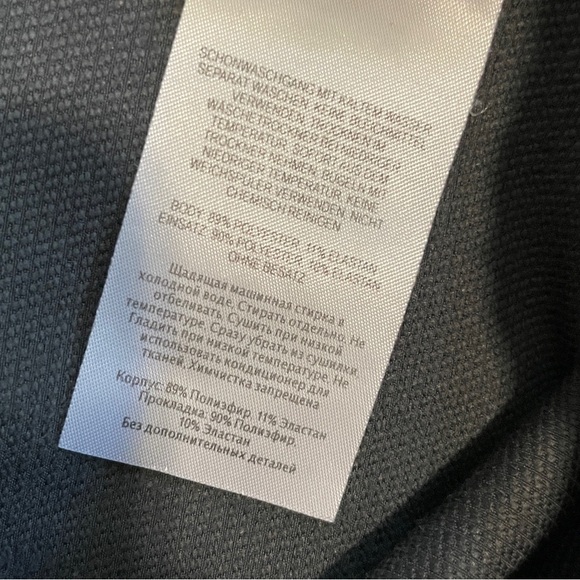 SCHONWASCHGANG MIT KALTEM WASSER.
SEPARAT WASCHEN. KEINE BLEICHMITTEL
VERWENDEN. TROCKNEN IM
WÄSCHETROCKNER BEI NIEDRIGER
TEMPERATUR. SOFORT AUS DEM
TROCKNER NEHMEN. BÜGELN MIT
NIEDRIGER TEMPERATUR. KEINE
WEICHSPÜLER VERWENDEN. NICHT
CHEMISCH REINIGEN
BODY: 89% POLYESTER, 11% ELASTAN
EINSATZ: 90% POLYESTER, 10% ELASTAN
OHNE BESATZ
Щадящая машинная стирка в
холодной воде. Стирать отдельно. Не
отбеливать. Сушить при низкой
температуре. Сразу убрать из сушилки.
Гладить при низкой температуре. Не
использовать кондиционер для
тканей, Химчистка запрещена
Корпус: 89% Полиэфир, 11% Эластан
Прокладка: 90% Полиэфир,
10% Эластан
Без дополнительных деталей